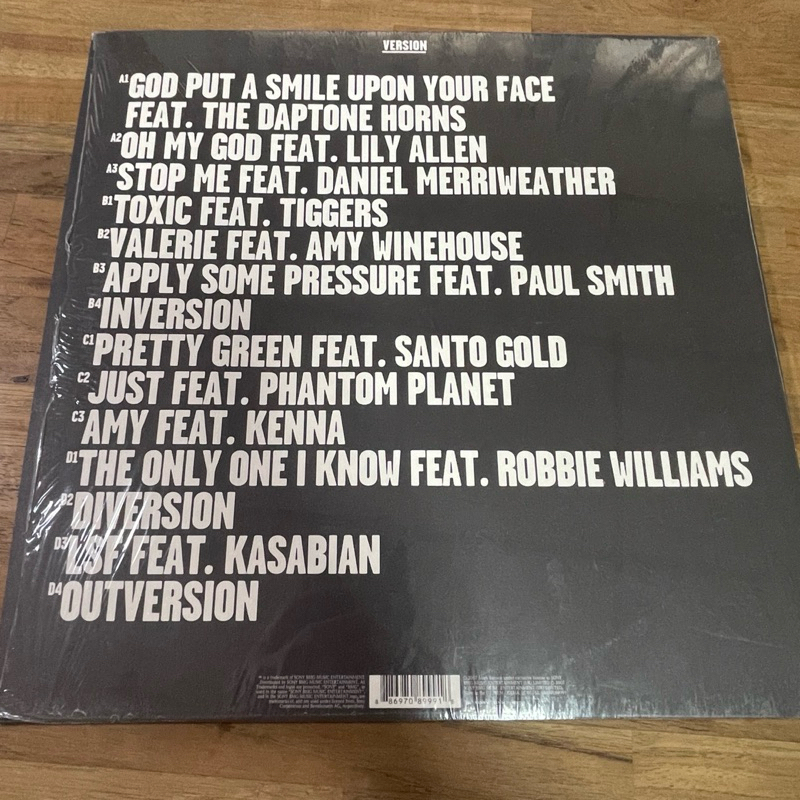 VERSION
A1 GOD PUT A SMILE UPON YOUR FACE
FEAT. THE DAPTONE HORNS
A2 OH MY GOD FEAT. LILY ALLEN
A3 STOP ME FEAT. DANIEL MERRIWEATHER
B1 TOXIC FEAT. TIGGERS
B2 VALERIE FEAT. AMY WINEHOUSE
B3 APPLY SOME PRESSURE FEAT. PAUL SMITH
B4 INVERSION
C1 PRETTY GREEN FEAT. SANTO GOLD
C2 JUST FEAT. PHANTOM PLANET
C3 AMY FEAT. KENNA
D1 THE ONLY ONE I KNOW FEAT. ROBBIE WILLIAMS
D2 DIVERSION
D3 LSF FEAT. KASABIAN
D4 OUTVERSION
8 86970 89991